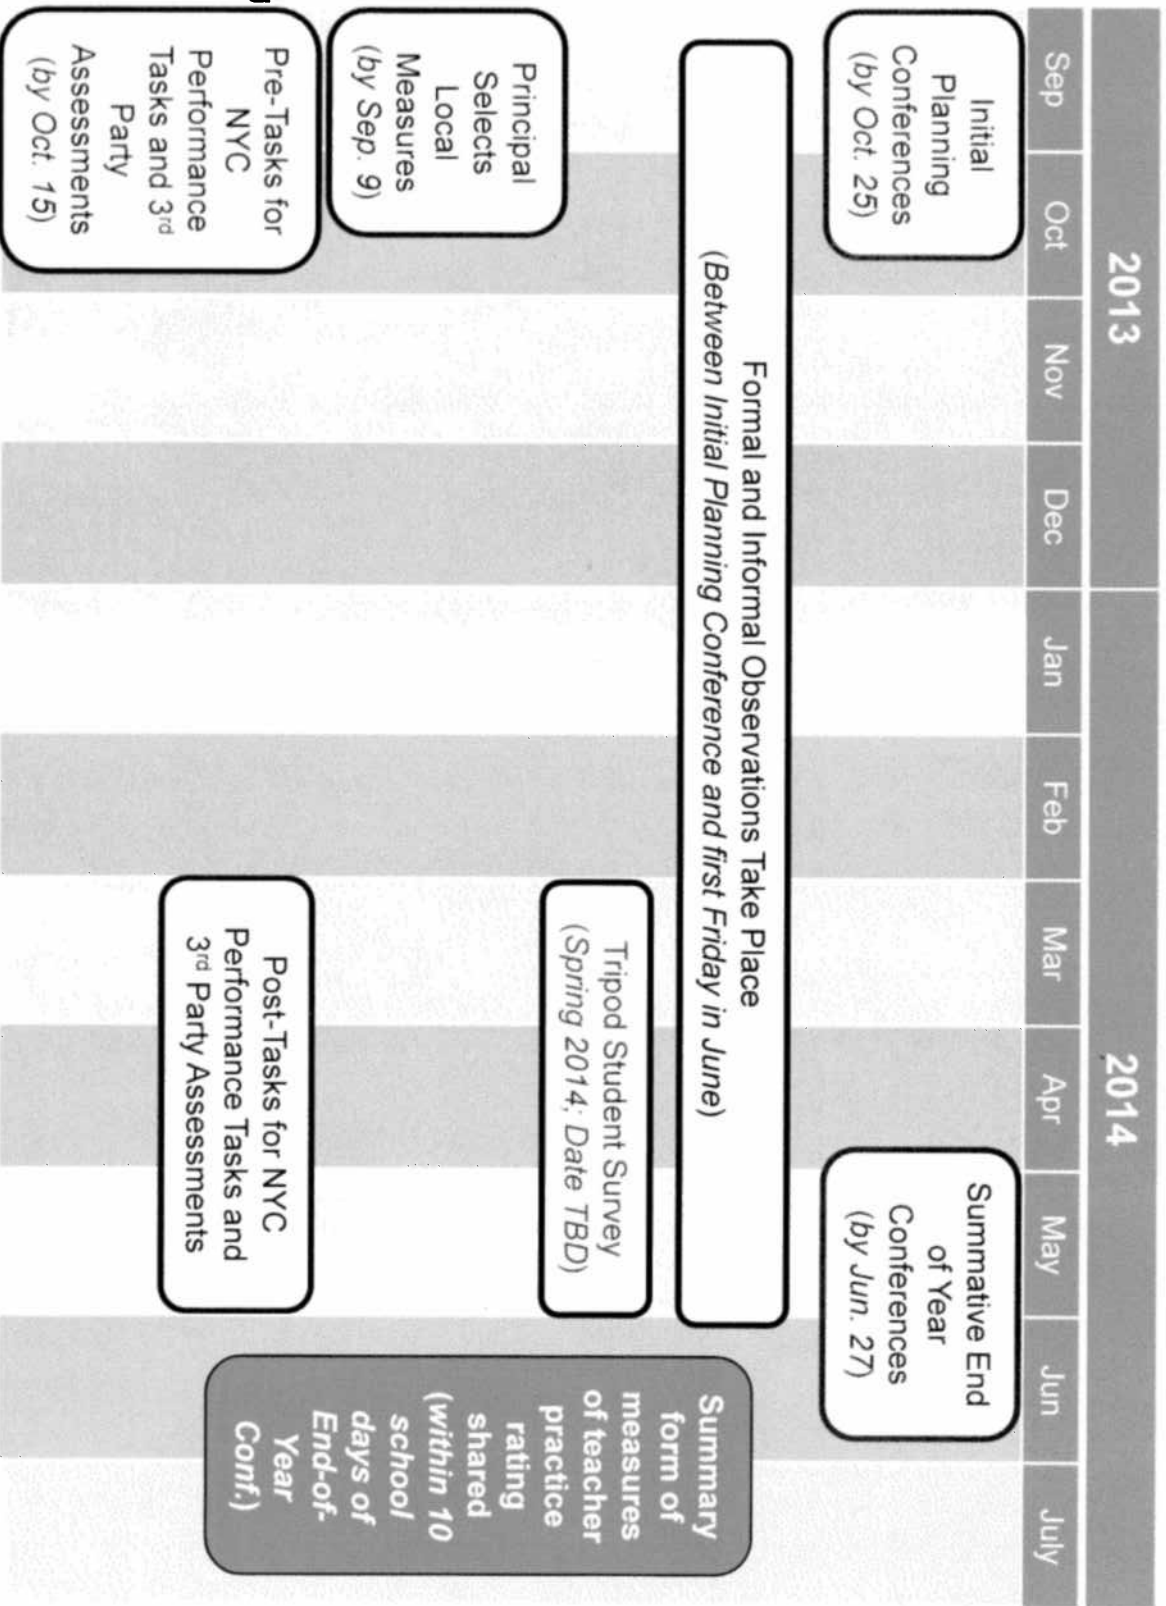 2013
2014
Sep
Oct
Nov
Dec
Jan
Feb
Mar
Apr
May
Jun
July
Initial
Planning
Conferences
(by Oct. 25)
Summative End
of Year
Conferences
(by Jun. 27)
Formal and Informal Observations Take Place
(Between Initial Planning Conference and first Friday in June)
Principal
Selects
Local
Measures
(by Sep. 9)
Tripod Student Survey
(Spring 2014; Date TBD)
Summary
form of
measures
of teacher
practice
rating
shared
(within 10
school
days of
End-of-
Year
Conf.)
Pre-Tasks for
NYC
Performance
Tasks and 3rd
Party
Assessments
(by Oct. 15)
Post-Tasks for NYC
Performance Tasks and
3rd Party Assessments